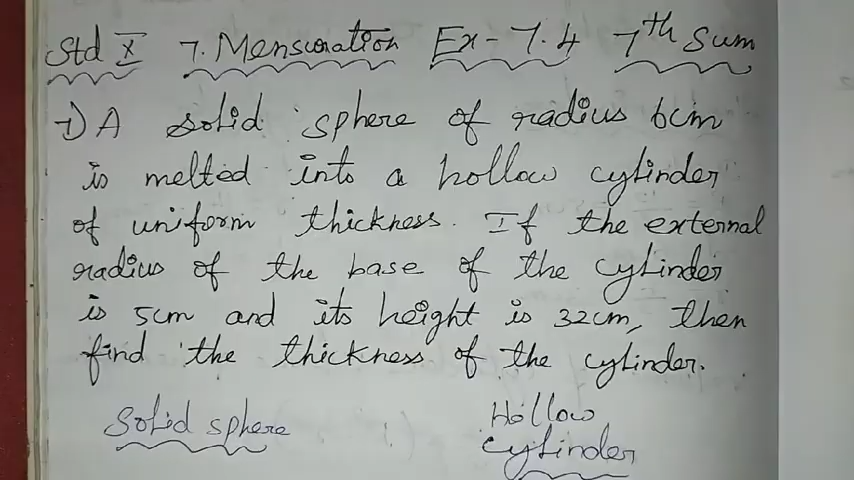 Std X 7. Mensuration Ex-7.4 7th Sum
7) A solid sphere of radius 6cm
is melted into a hollow cylinder
of uniform thickness. If the external
radius of the base of the cylinder
is 5cm and its height is 32cm, then
find the thickness of the cylinder.
Solid sphere
Hollow
cylinder